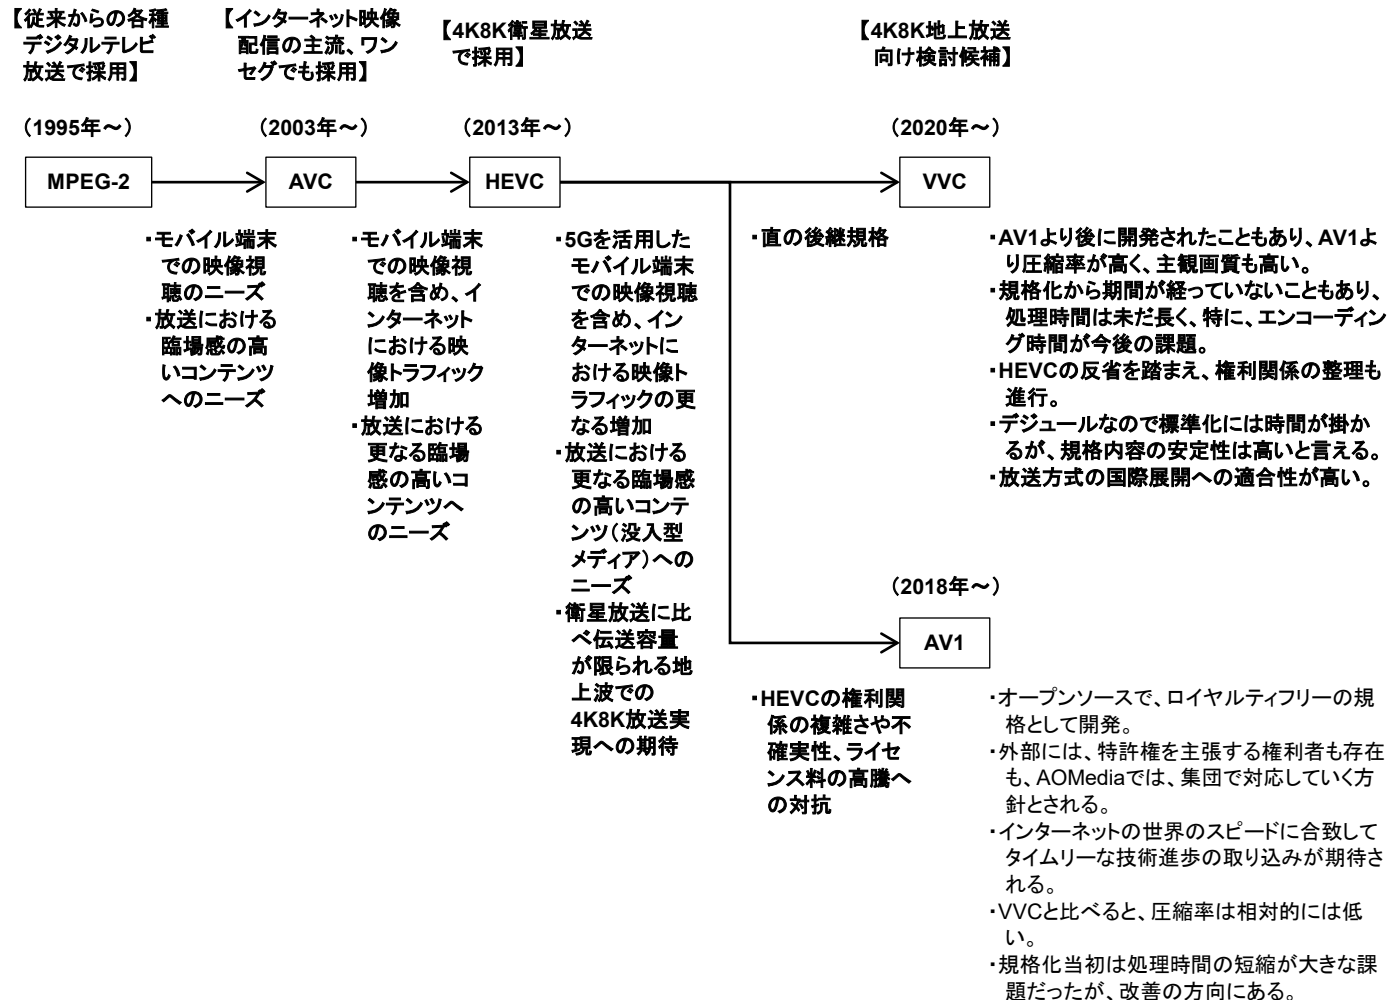 【従来からの各種
デジタルテレビ
放送で採用】
【インターネット映像
配信の主流、ワン
セグでも採用】
【4K8K衛星放送
で採用】
【4K8K地上放送
向け検討候補】
（1995年～）
（2003年～）
（2013年～）
（2020年～）
MPEG-2
AVC
HEVC
VVC
・モバイル端末
での映像視
聴のニーズ
・放送における
臨場感の高
いコンテンツ
へのニーズ
・モバイル端末
での映像視
聴を含め、イ
ンターネット
における映
像トラフィック
増加
・放送における
更なる臨場
感の高いコ
ンテンツへ
のニーズ
・5Gを活用した
モバイル端末
での映像視聴
を含め、イン
ターネットに
おける映像ト
ラフィックの更
なる増加
・放送における
更なる臨場感
の高いコンテ
ンツ（没入型
メディア）への
ニーズ
・衛星放送に比
べ伝送容量
が限られる地
上波での
4K8K放送実
現への期待
・直の後継規格
・AV1より後に開発されたこともあり、AV1よ
り圧縮率が高く、主観画質も高い。
・規格化から期間が経っていないこともあり、
処理時間は未だ長く、特に、エンコーディン
グ時間が今後の課題。
・HEVCの反省を踏まえ、権利関係の整理も
進行。
・デジュールなので標準化には時間が掛か
るが、規格内容の安定性は高いと言える。
・放送方式の国際展開への適合性が高い。
（2018年～）
AV1
・HEVCの権利関
係の複雑さや不
確実性、ライセ
ンス料の高騰へ
の対抗
・オープンソースで、ロイヤルティフリーの規
格として開発。
・外部には、特許権を主張する権利者も存在
も、AOMediaでは、集団で対応していく方
針とされる。
・インターネットの世界のスピードに合致して
タイムリーな技術進歩の取り込みが期待さ
れる。
・VVCと比べると、圧縮率は相対的には低
い。
・規格化当初は処理時間の短縮が大きな課
題だったが、改善の方向にある。